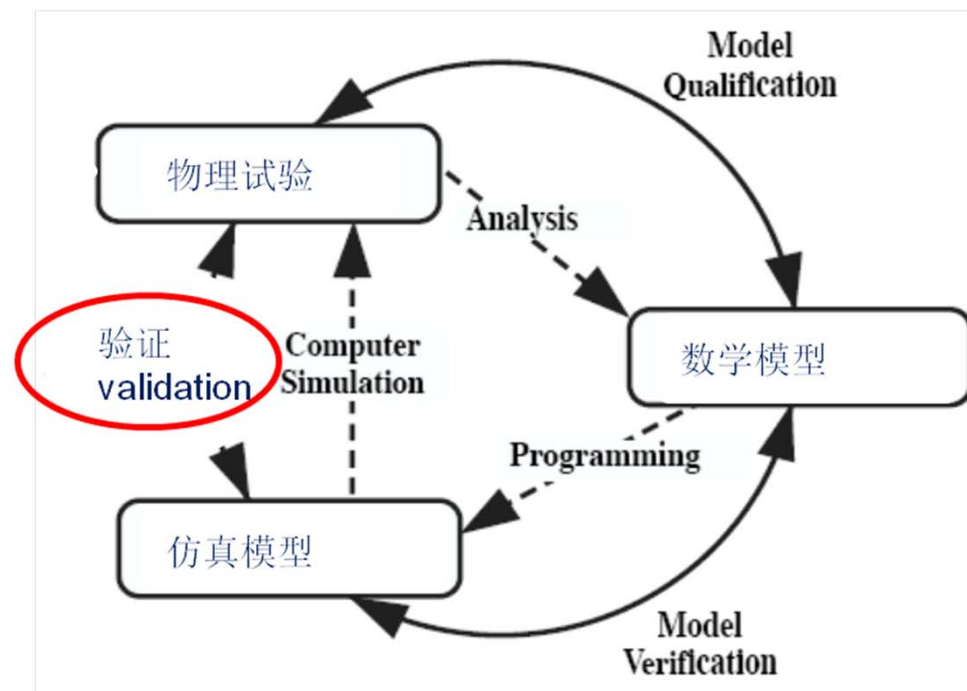 Model
Qualification
物理试验
Analysis
验证
validation
Computer
Simulation
数学模型
Programming
仿真模型
Model
Verification